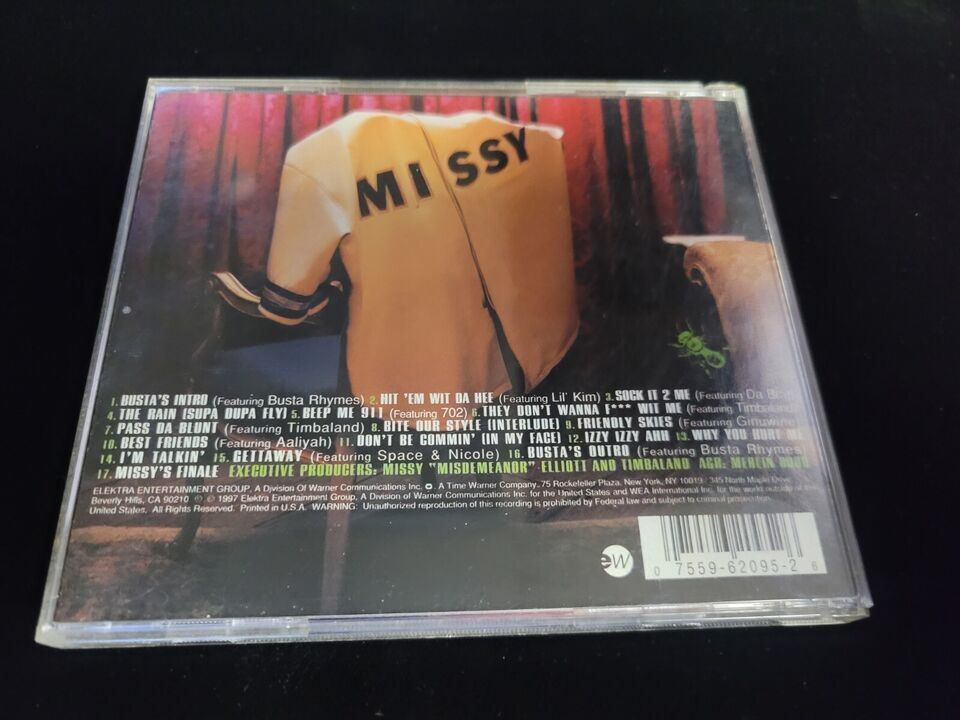 MISSY
1. BUSTA'S INTRO (Featuring Busta Rhymes) 2. HIT 'EM WIT DA HEE (Featuring Lil' Kim) 3. SOCK IT 2 ME (Featuring Da Brat)
4. THE RAIN (SUPA DUPA FLY) 5. BEEP ME 911 (Featuring 702) 6. THEY DON'T WANNA F*** WIT ME (Featuring Timbaland)
7. PASS DA BLUNT (Featuring Timbaland) 8. BITE OUR STYLE (INTERLUDE) 9. FRIENDLY SKIES (Featuring Ginuwine)
10. BEST FRIENDS (Featuring Aaliyah) 11. DON'T BE COMMIN' (IN MY FACE) 12. IZZY IZZY AHH 13. WHY YOU HURT ME
14. I'M TALKIN' 15. GETTAWAY (Featuring Space & Nicole) 16. BUSTA'S OUTRO (Featuring Busta Rhymes)
17. MISSY'S FINALE EXECUTIVE PRODUCERS: MISSY "MISDEMEANOR" ELLIOTT AND TIMBALAND A&R: MERLIN BOBB
ELEKTRA ENTERTAINMENT GROUP, A Division Of Warner Communications Inc. . A Time Warner Company. 75 Rockefeller Plaza, New York, NY 10019 / 345 North Maple Drive,
Beverly Hills, CA 90210 ℗ © 1997 Elektra Entertainment Group, A Division of Warner Communications Inc. for the United States and WEA International Inc. for the world outside of the
United States. All Rights Reserved. Printed in U.S.A. WARNING: Unauthorized reproduction of this recording is prohibited by Federal law and subject to criminal prosecution.
eW
0 7559-62095-2 6